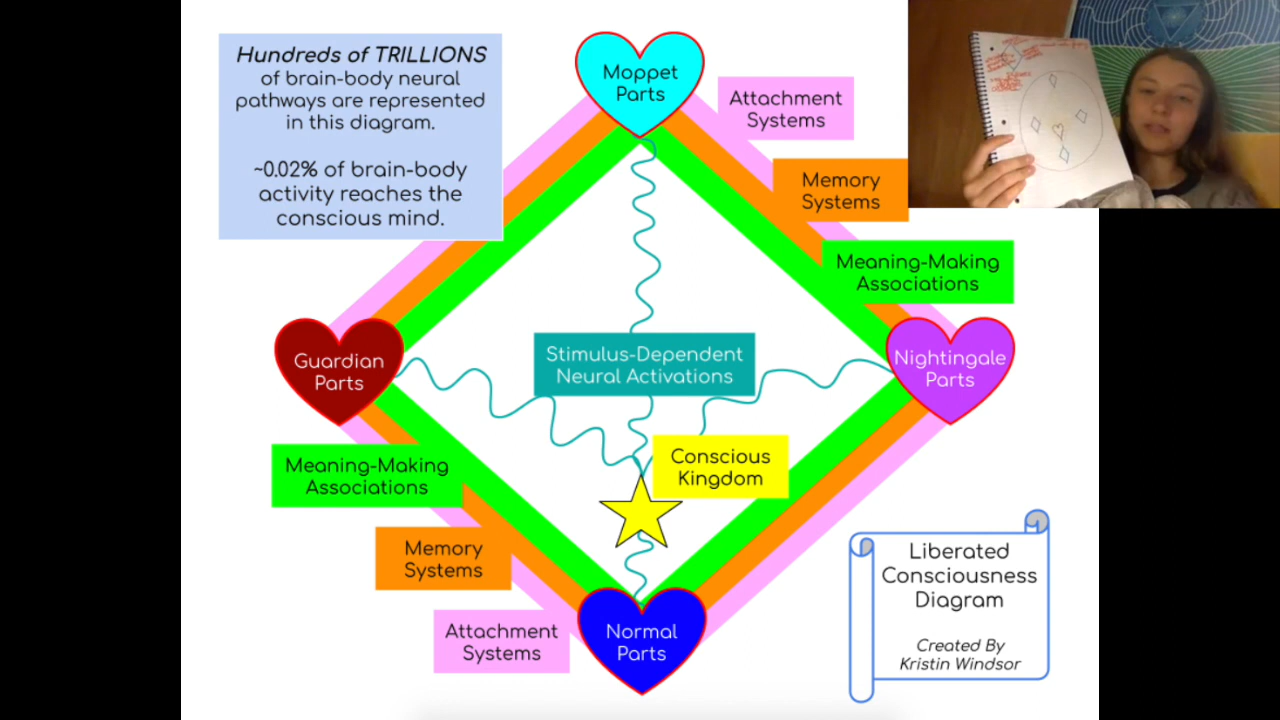 Hundreds of TRILLIONS
of brain-body neural
pathways are represented
in this diagram.
~0.02% of brain-body
activity reaches the
conscious mind.
Moppet
Parts
Attachment
Systems
Memory
Systems
Meaning-Making
Associations
Guardian
Parts
Stimulus-Dependent
Neural Activations
Nightingale
Parts
Conscious
Kingdom
Meaning-Making
Associations
Memory
Systems
Attachment
Systems
Normal
Parts
Liberated
Consciousness
Diagram
Created By
Kristin Windsor